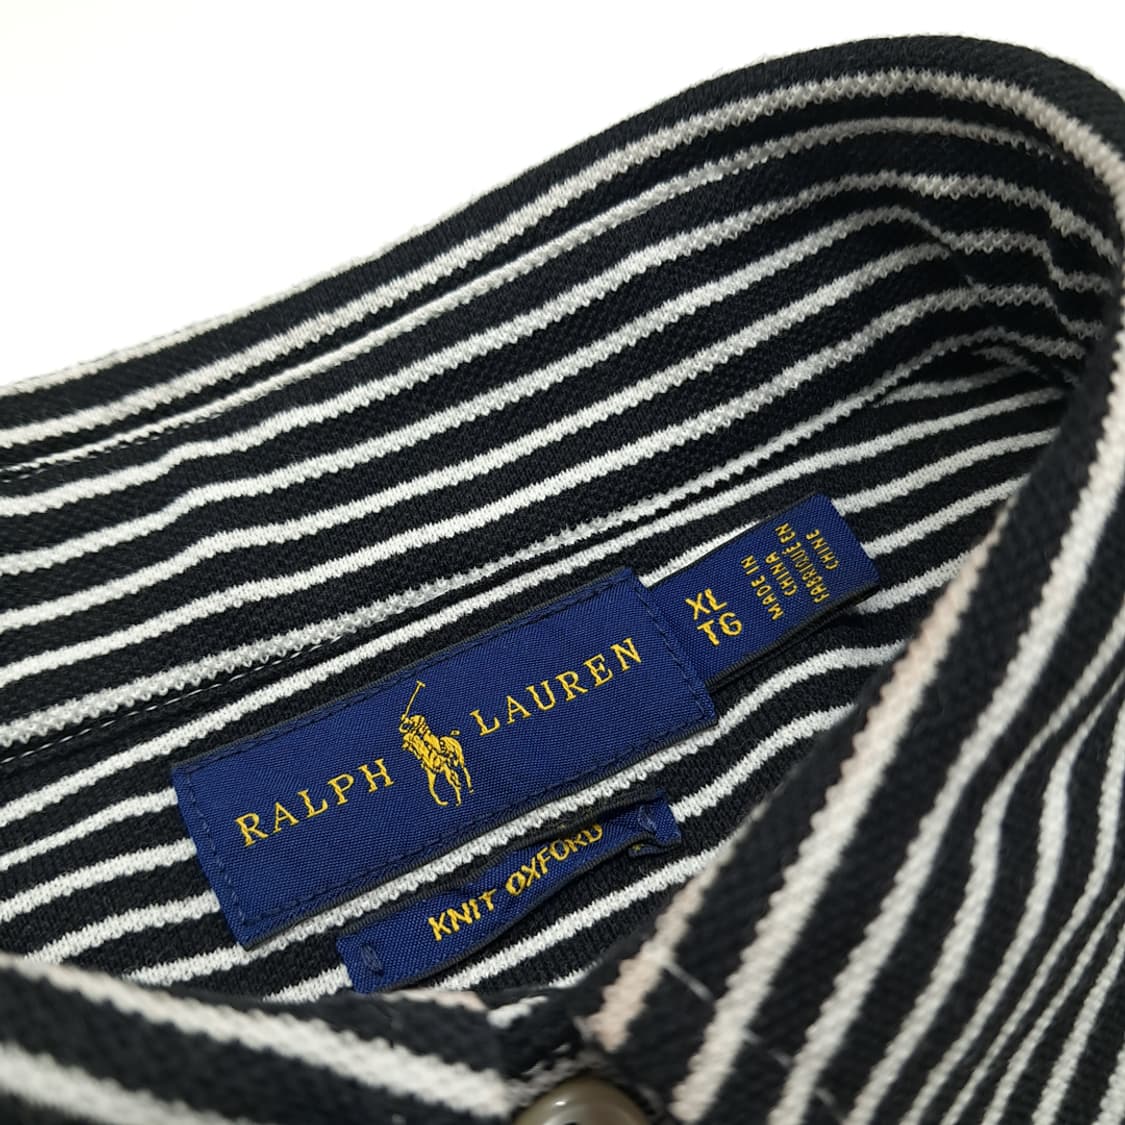 RALPH LAUREN
XL
TG
MADE IN
CHINA
FABRIQUÉ EN
CHINE
KNIT OXFORD